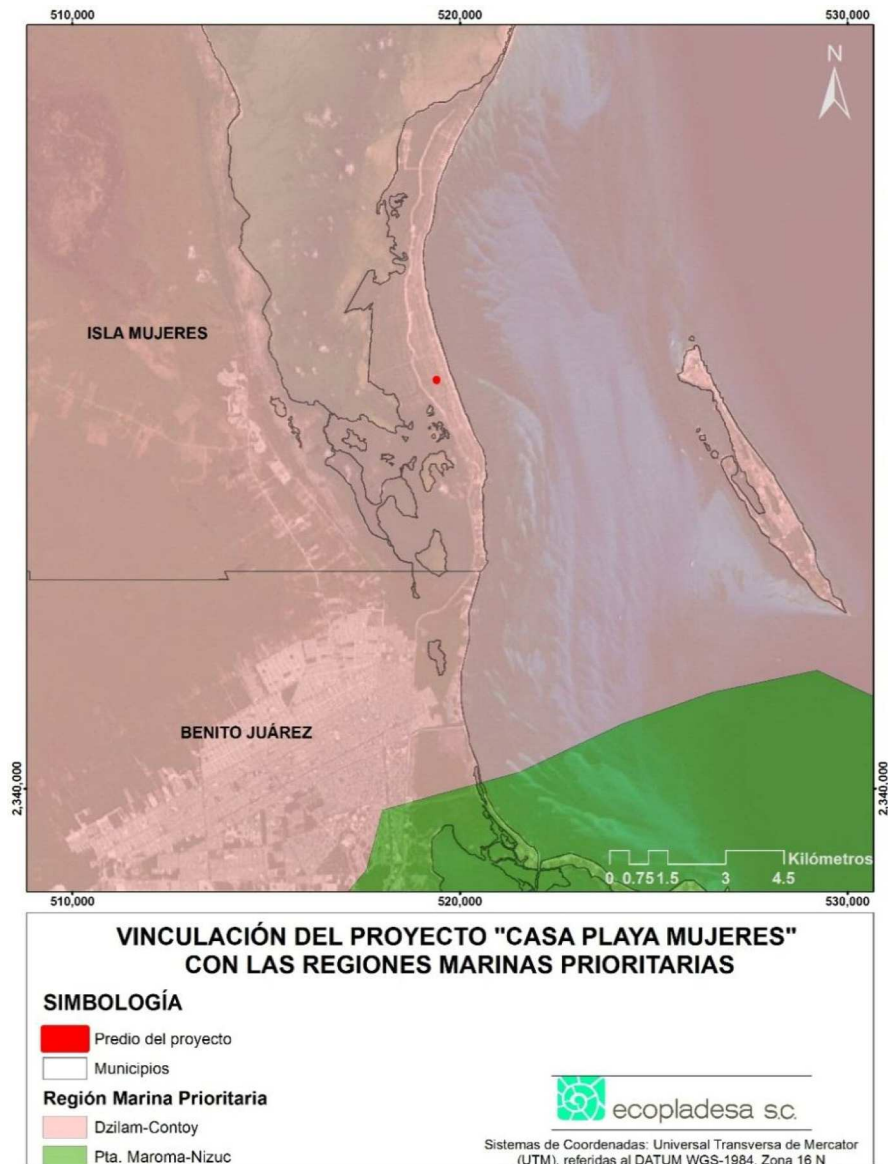 510,000 520,000 530,000
N
ISLA MUJERES
BENITO JUÁREZ
2,340,000 2,340,000
Kilómetros
0 0.75 1.5 3 4.5
510,000 520,000 530,000
VINCULACIÓN DEL PROYECTO "CASA PLAYA MUJERES"
CON LAS REGIONES MARINAS PRIORITARIAS
SIMBOLOGÍA
Predio del proyecto
Municipios
Región Marina Prioritaria
Dzilam-Contoy
Pta. Maroma-Nizuc
ecopladesa s.c.
Sistemas de Coordenadas: Universal Transversa de Mercator
(UTM), referidas al DATUM WGS-1984, Zona 16 N